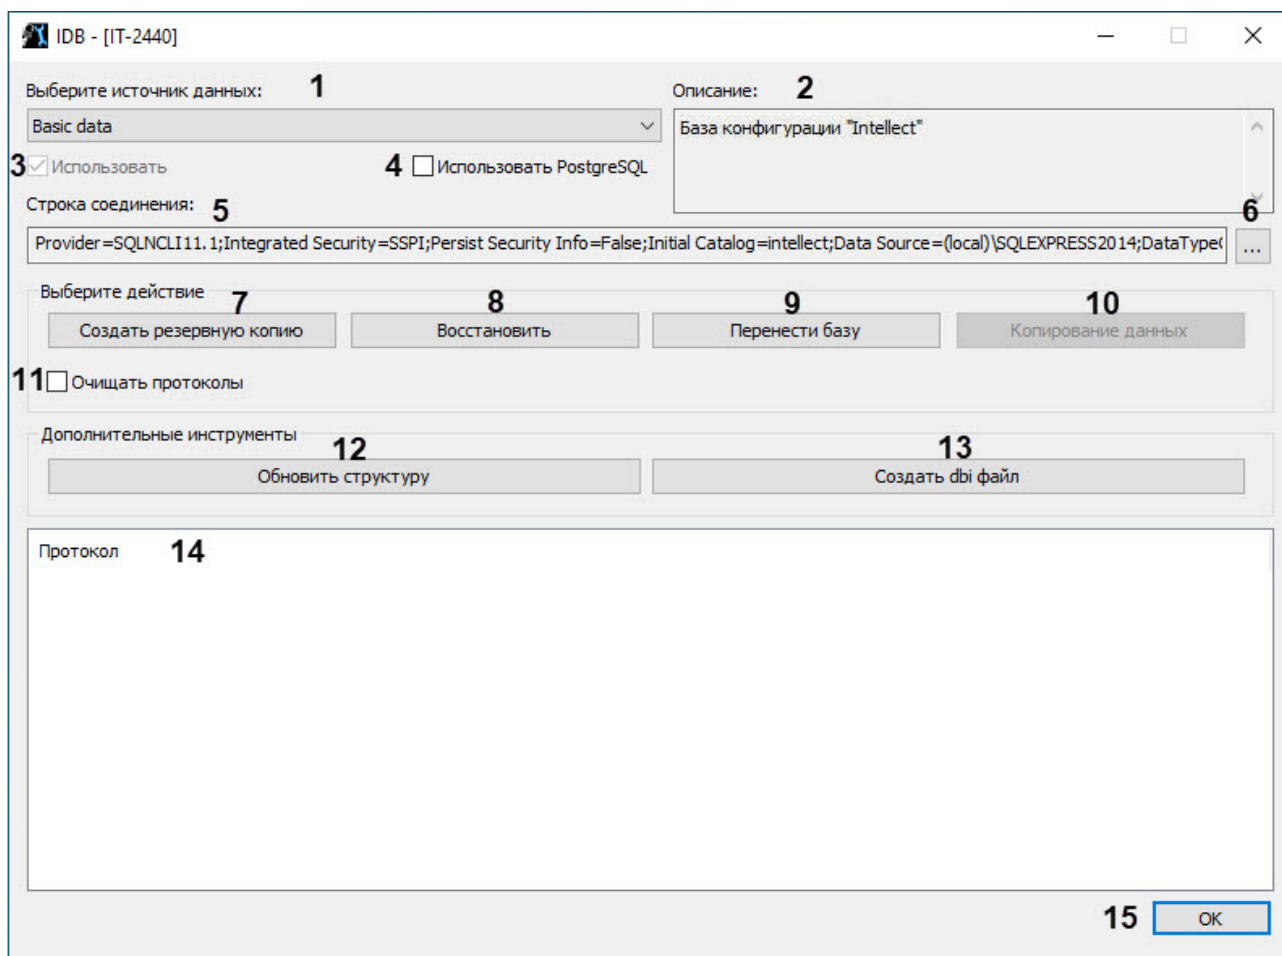 IDB - [IT-2440]
Выберите источник данных: 1
Описание: 2
Basic data
База конфигурации "Intellect"
3 Использовать
4 Использовать PostgreSQL
Строка соединения: 5
6
Provider=SQLNCLI11.1;Integrated Security=SSPI;Persist Security Info=False;Initial Catalog=intellect;Data Source=(local)\SQLEXPRESS2014;DataType
...
Выберите действие
7 8 9 10
Создать резервную копию Восстановить Перенести базу Копирование данных
11 Очищать протоколы
Дополнительные инструменты
12 13
Обновить структуру Создать dbi файл
Протокол 14
15 OK